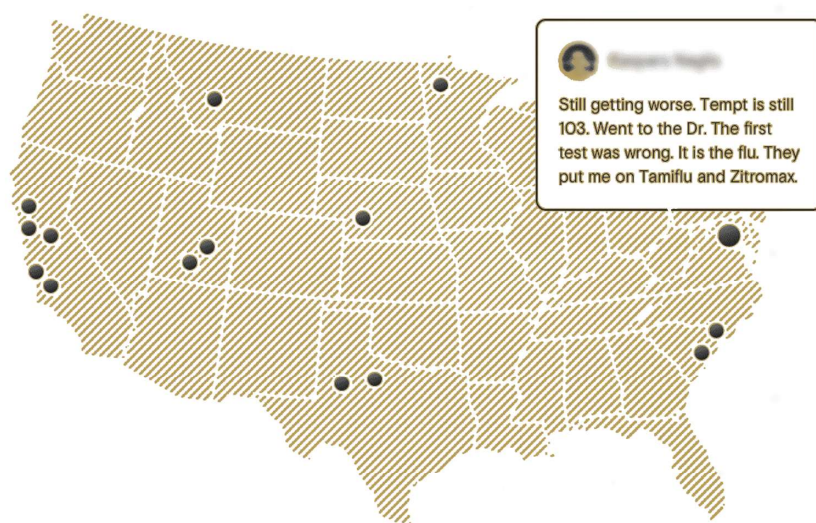 Still getting worse. Tempt is still
103. Went to the Dr. The first
test was wrong. It is the flu. They
put me on Tamiflu and Zitromax.